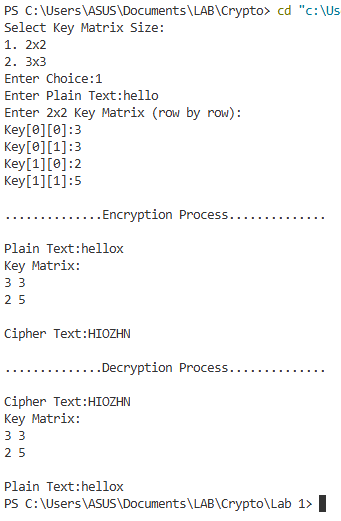 PS C:\Users\ASUS\Documents\LAB\Crypto> cd "c:\Us
Select Key Matrix Size:
1. 2x2
2. 3x3
Enter Choice:1
Enter Plain Text:hello
Enter 2x2 Key Matrix (row by row):
Key[0][0]:3
Key[0][1]:3
Key[1][0]:2
Key[1][1]:5
..............Encryption Process..............
Plain Text:hellox
Key Matrix:
3 3
2 5
Cipher Text:HIOZHN
..............Decryption Process..............
Cipher Text:HIOZHN
Key Matrix:
3 3
2 5
Plain Text:hellox
PS C:\Users\ASUS\Documents\LAB\Crypto\Lab 1>